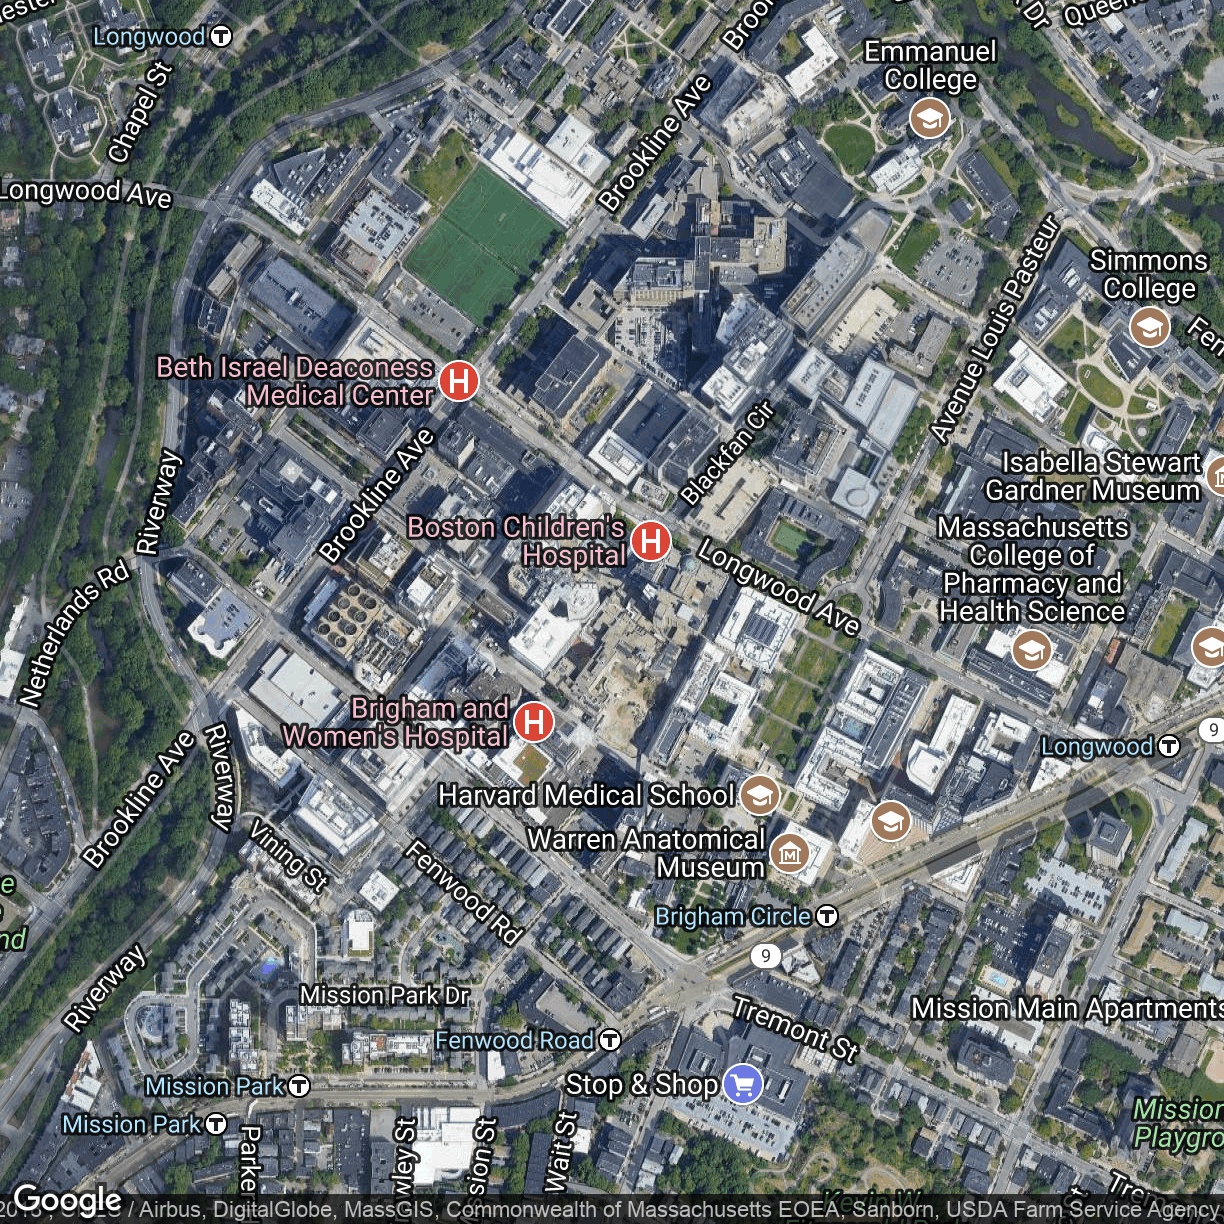 Longwood
Chapel St
Longwood Ave
Brookline Ave
Emmanuel
College
Avenue Louis Pasteur
Simmons
College
Beth Israel Deaconess
Medical Center
Blackfan Cir
Isabella Stewart
Gardner Museum
Brookline Ave
Riverway
Boston Children's
Hospital
Longwood Ave
Massachusetts
College of
Pharmacy and
Health Science
Netherlands Rd
Brigham and
Women's Hospital
Longwood
9
Riverway
Brookline Ave
Harvard Medical School
Warren Anatomical
Museum
Vining St
Fenwood Rd
Brigham Circle
9
Riverway
Mission Park Dr
Tremont St
Mission Main Apartments
Fenwood Road
Stop & Shop
Mission Park
Mission Park
Wait St
Mission
Google
/ Airbus, DigitalGlobe, MassGIS, Commonwealth of Massachusetts EOEA, Sanborn, USDA Farm Service Agency